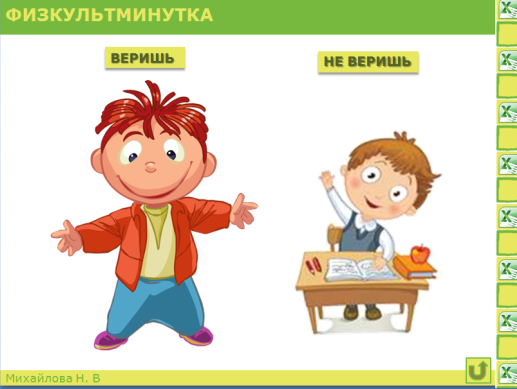 ФИЗКУЛЬТМИНУТКА
ВЕРИШЬ
НЕ ВЕРИШЬ
Михайлова Н. В